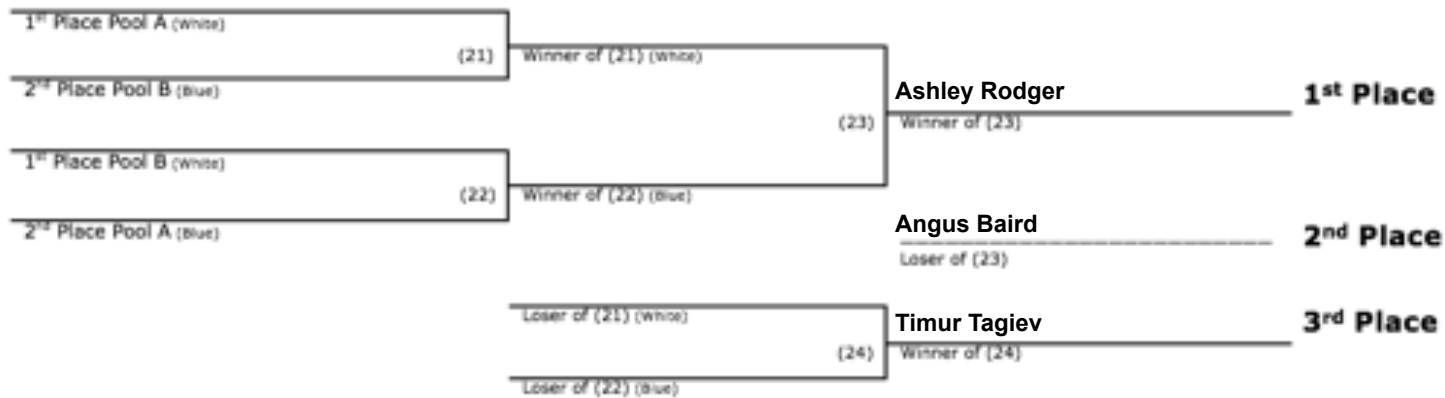 1st Place Pool A (White)
(21)
2nd Place Pool B (Blue)
Winner of (21) (White)
1st Place Pool B (White)
(22)
2nd Place Pool A (Blue)
Winner of (22) (Blue)
(23)
Ashley Rodger
Winner of (23)
1st Place
Angus Baird
Loser of (23)
2nd Place
Loser of (21) (White)
(24)
Loser of (22) (Blue)
Timur Tagiev
Winner of (24)
3rd Place